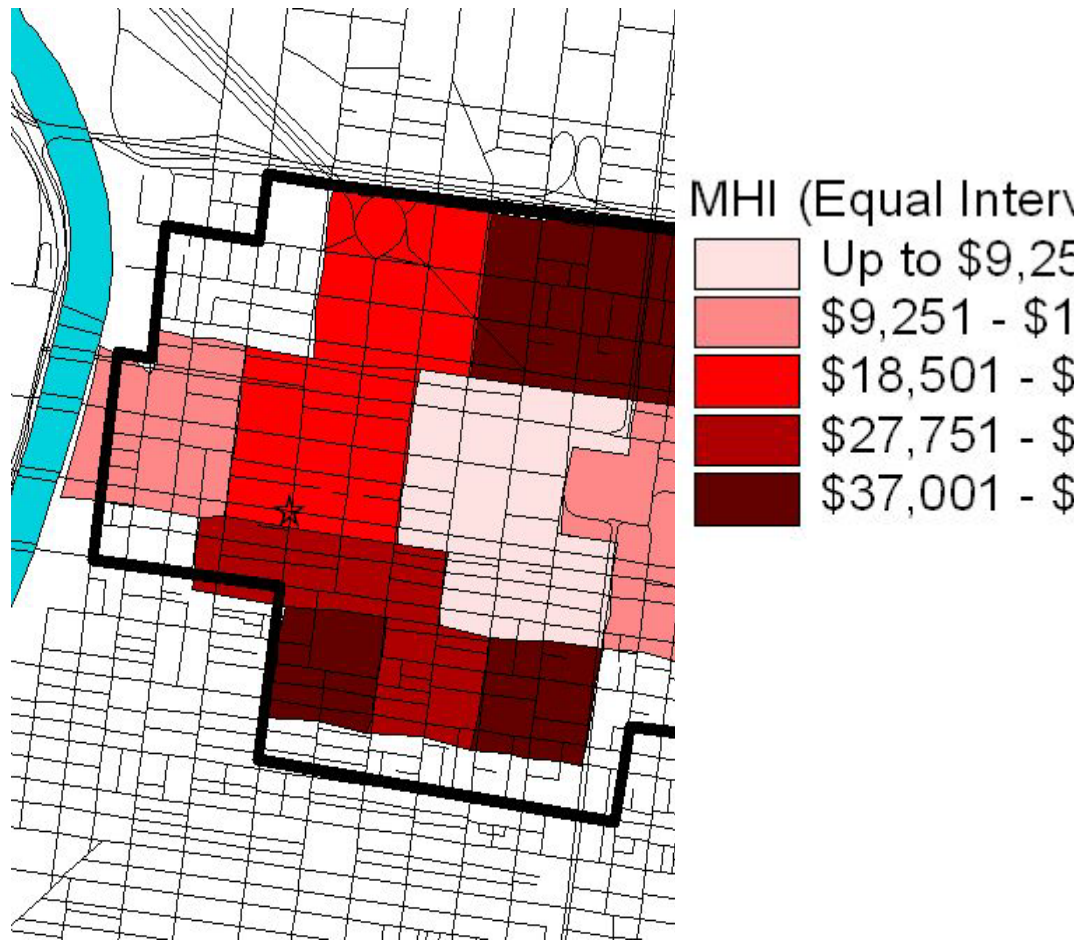 MHI (Equal Interv
Up to $9,25
$9,251 - $1
$18,501 - $
$27,751 - $
$37,001 - $